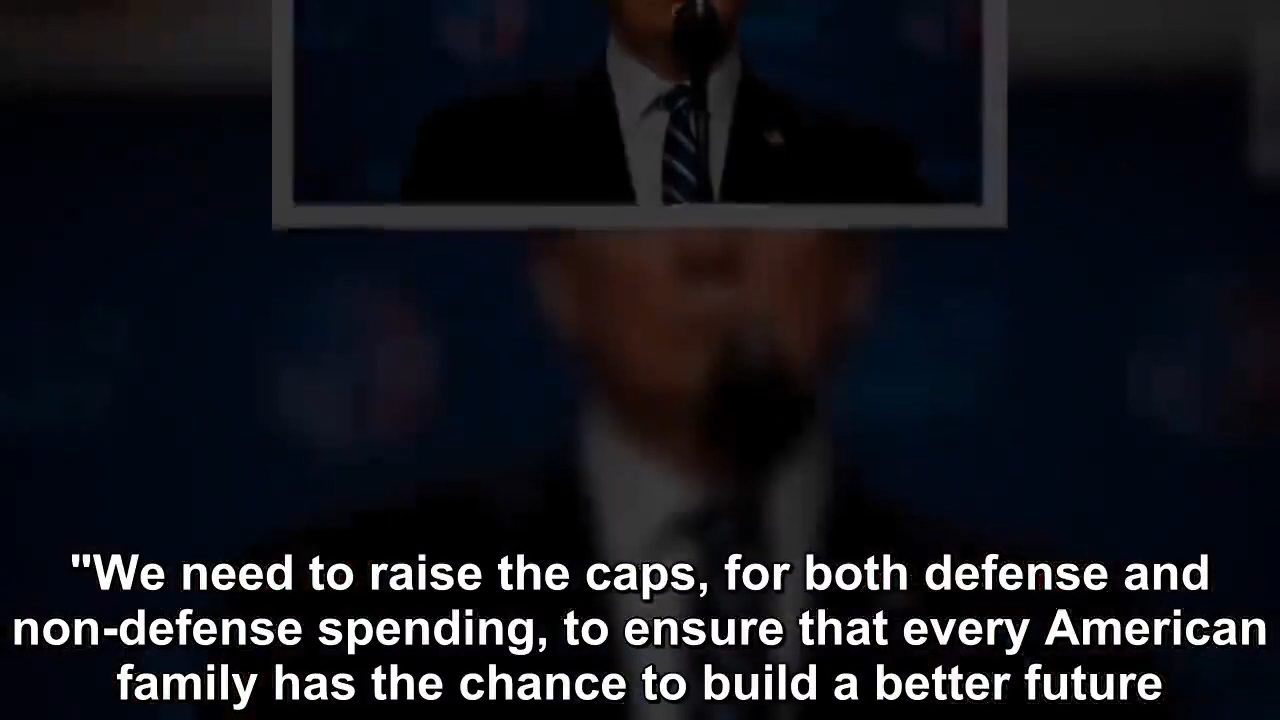 "We need to raise the caps, for both defense and
non-defense spending, to ensure that every American
family has the chance to build a better future